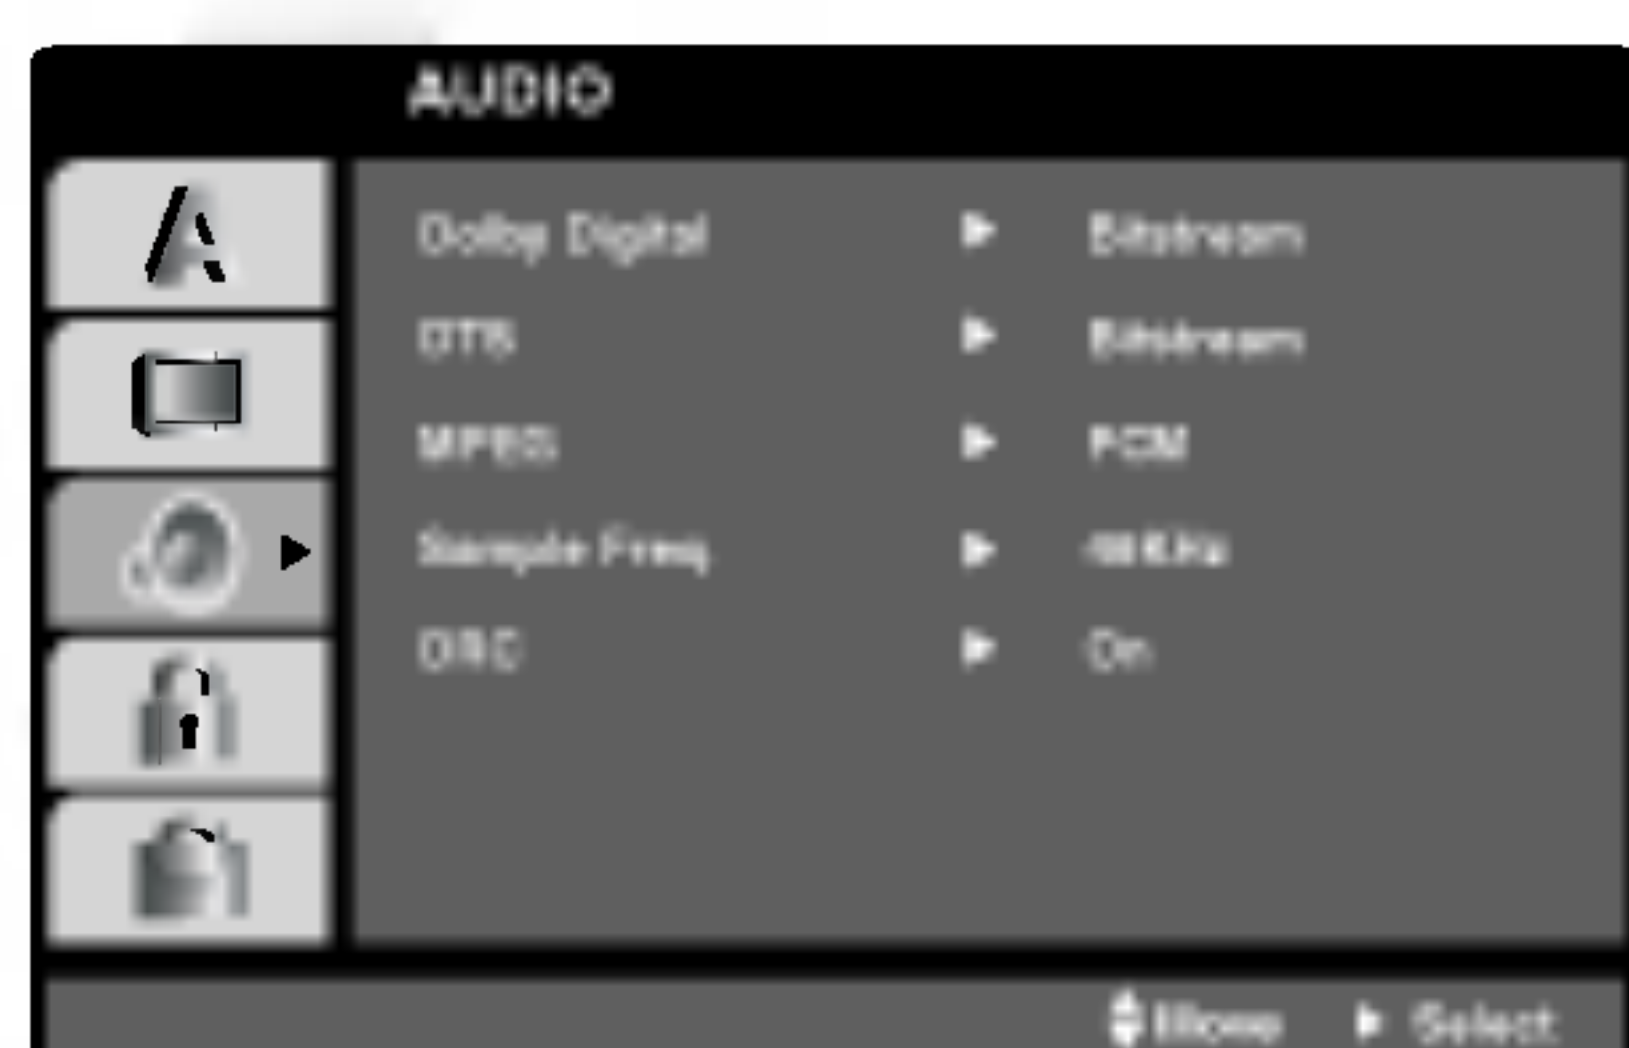 AUDIO
A
Dolby Digital ► Bitstream
DTS ► Bitstream
MPEG ► PCM
Sample Freq. ► 48KHz
DRC ► On
Move ► Select